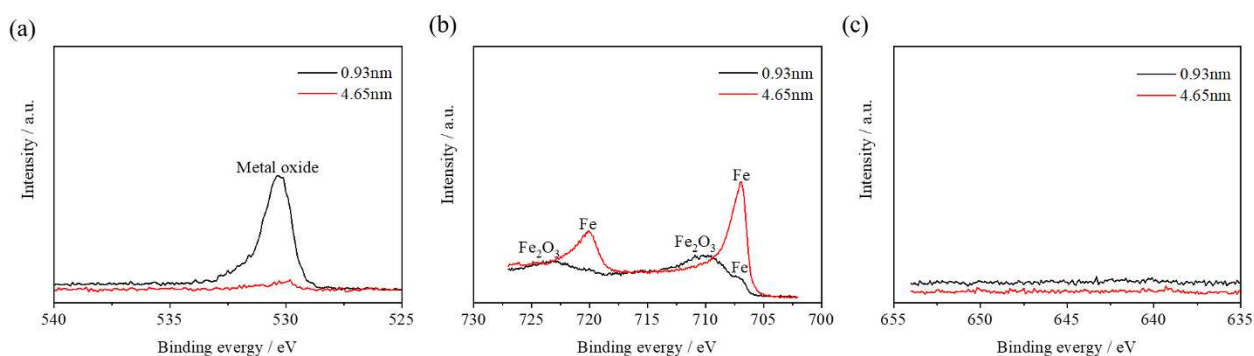 (a)
0.93nm
4.65nm
Metal oxide
Intensity / a.u.
540 535 530 525
Binding evergy / eV
(b)
0.93nm
4.65nm
Fe
Fe
Fe₂O₃
Fe₂O₃
Fe
Intensity / a.u.
730 725 720 715 710 705 700
Binding evergy / eV
(c)
0.93nm
4.65nm
Intensity / a.u.
655 650 645 640 635
Binding evergy / eV